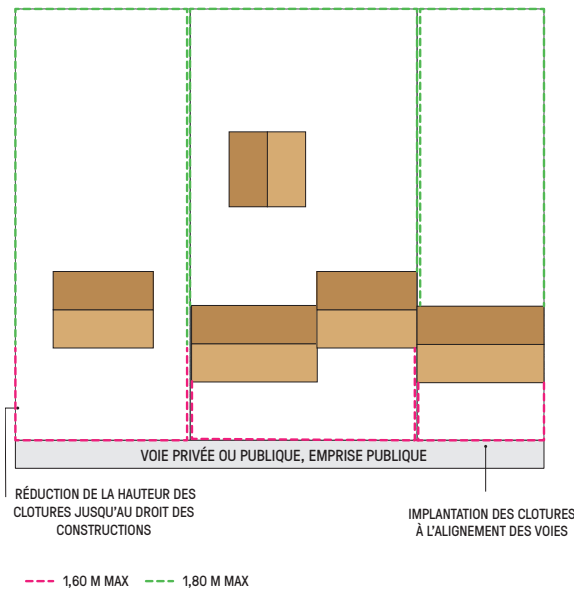 VOIE PRIVÉE OU PUBLIQUE, EMPRISE PUBLIQUE
RÉDUCTION DE LA HAUTEUR DES
CLOTURES JUSQU'AU DROIT DES
CONSTRUCTIONS
IMPLANTATION DES CLOTURES
À L'ALIGNEMENT DES VOIES
1,60 M MAX
1,80 M MAX